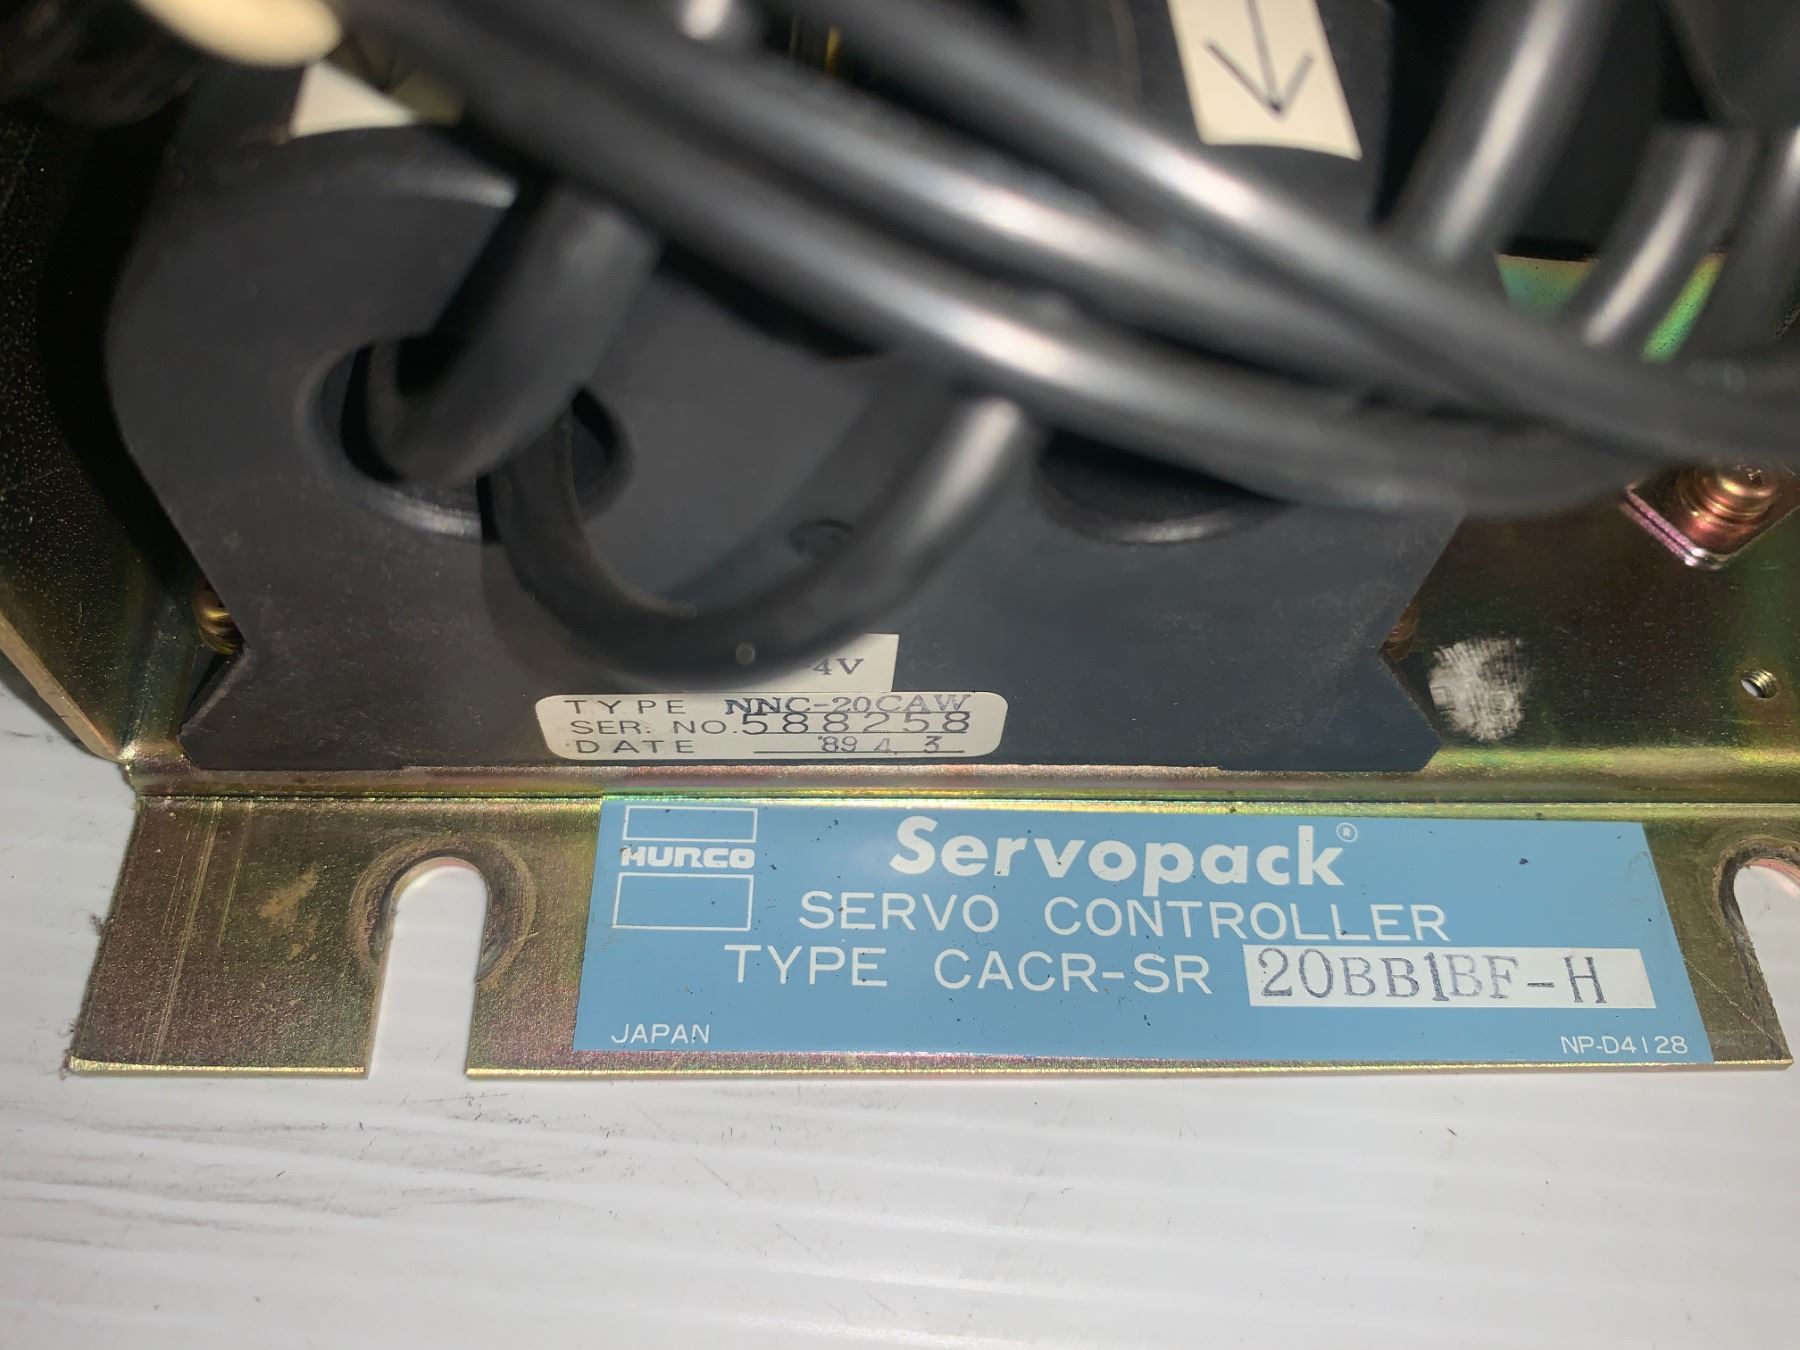 4V
TYPE NNC-20CAW
SER. NO. 588258
DATE '89 4. 3
HURCO
Servopack®
SERVO CONTROLLER
TYPE CACR-SR 20BB1BF-H
JAPAN
NP-D4128